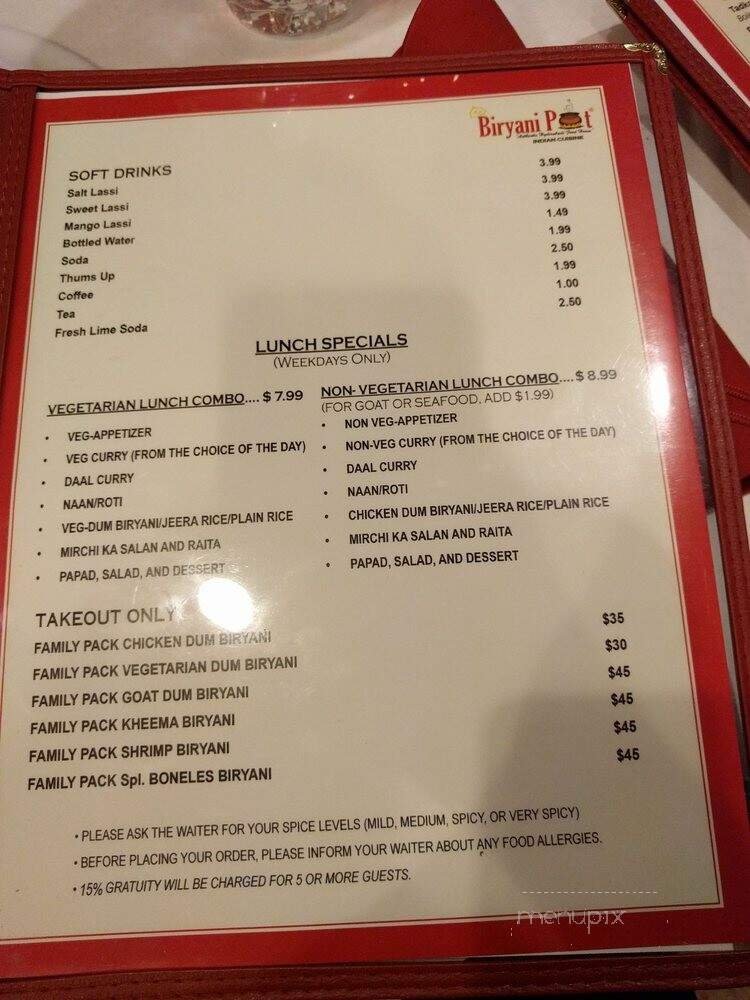 Biryani Pot
Authentic Hyderabadi Food House
INDIAN CUISINE
SOFT DRINKS
Salt Lassi 3.99
Sweet Lassi 3.99
Mango Lassi 3.99
Bottled Water 1.49
Soda 1.99
Thums Up 2.50
Coffee 1.99
Tea 1.00
Fresh Lime Soda 2.50
LUNCH SPECIALS
(WEEKDAYS ONLY)
VEGETARIAN LUNCH COMBO.... $ 7.99
• VEG-APPETIZER
• VEG CURRY (FROM THE CHOICE OF THE DAY)
• DAAL CURRY
• NAAN/ROTI
• VEG-DUM BIRYANI/JEERA RICE/PLAIN RICE
• MIRCHI KA SALAN AND RAITA
• PAPAD, SALAD, AND DESSERT
NON- VEGETARIAN LUNCH COMBO.... $ 8.99
(FOR GOAT OR SEAFOOD, ADD $1.99)
• NON VEG-APPETIZER
• NON-VEG CURRY (FROM THE CHOICE OF THE DAY)
• DAAL CURRY
• NAAN/ROTI
• CHICKEN DUM BIRYANI/JEERA RICE/PLAIN RICE
• MIRCHI KA SALAN AND RAITA
• PAPAD, SALAD, AND DESSERT
TAKEOUT ONLY
FAMILY PACK CHICKEN DUM BIRYANI $35
FAMILY PACK VEGETARIAN DUM BIRYANI $30
FAMILY PACK GOAT DUM BIRYANI $45
FAMILY PACK KHEEMA BIRYANI $45
FAMILY PACK SHRIMP BIRYANI $45
FAMILY PACK Spl. BONELES BIRYANI $45
• PLEASE ASK THE WAITER FOR YOUR SPICE LEVELS (MILD, MEDIUM, SPICY, OR VERY SPICY)
• BEFORE PLACING YOUR ORDER, PLEASE INFORM YOUR WAITER ABOUT ANY FOOD ALLERGIES.
• 15% GRATUITY WILL BE CHARGED FOR 5 OR MORE GUESTS.
menupix